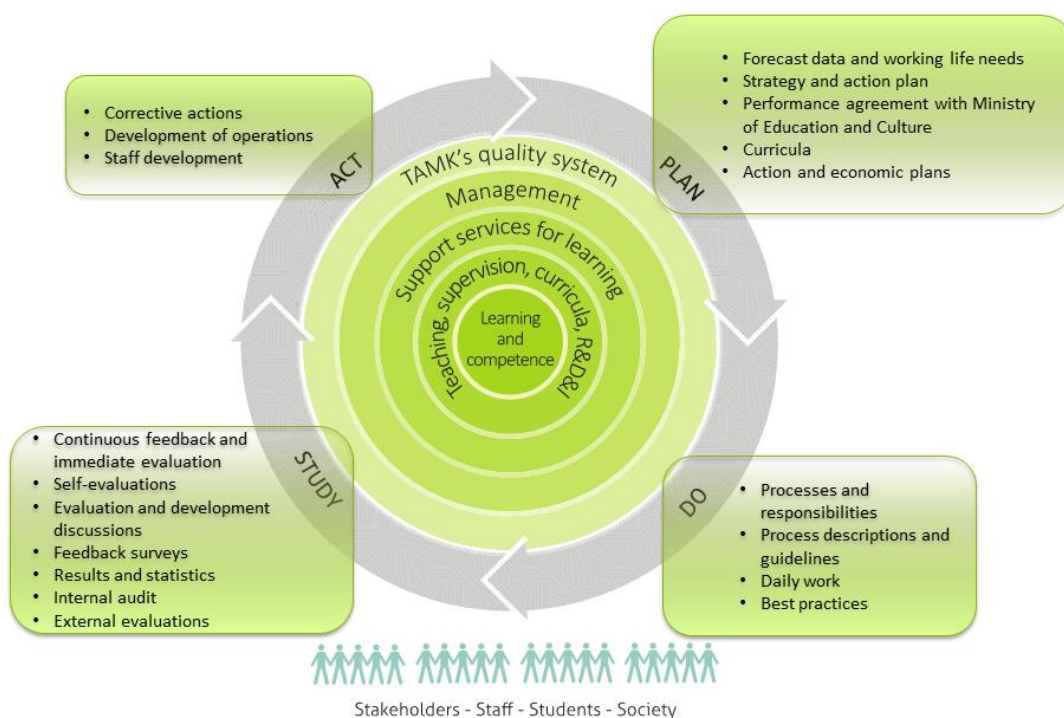 • Forecast data and working life needs
• Strategy and action plan
• Performance agreement with Ministry
of Education and Culture
• Curricula
• Action and economic plans
• Corrective actions
• Development of operations
• Staff development
ACT
PLAN
TAMK's quality system
Management
Support services for learning
Teaching, supervision, curricula, R&D&I
Learning
and
competence
STUDY
DO
• Continuous feedback and
immediate evaluation
• Self-evaluations
• Evaluation and development
discussions
• Feedback surveys
• Results and statistics
• Internal audit
• External evaluations
• Processes and
responsibilities
• Process descriptions and
guidelines
• Daily work
• Best practices
Stakeholders - Staff - Students - Society